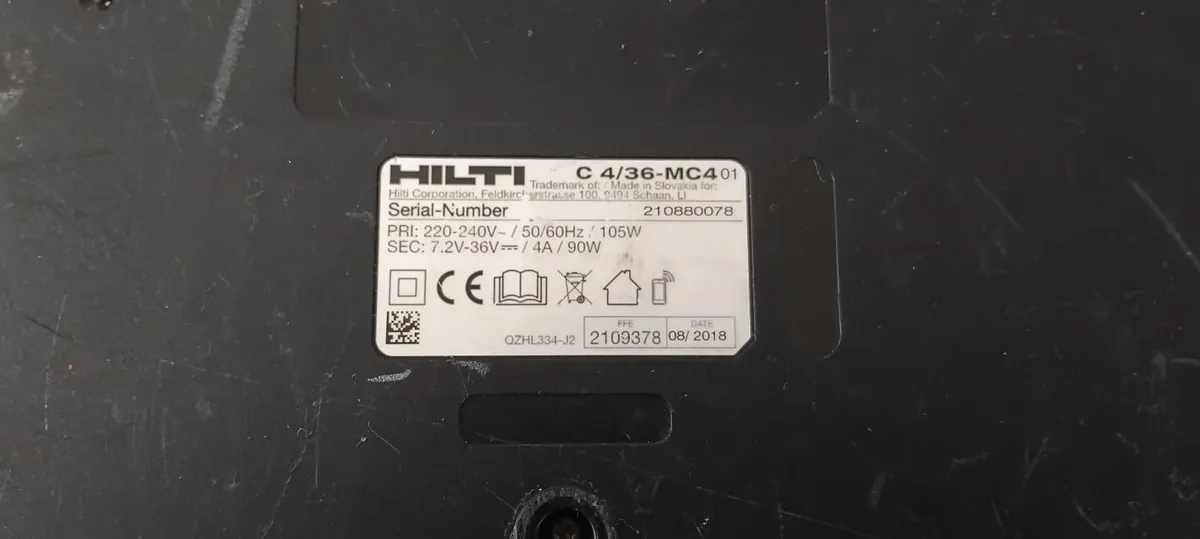 HILTI C 4/36-MC4 01
Trademark of: / Made in Slovakia for:
Hilti Corporation, Feldkircherstrasse 100, 9494 Schaan, LI
Serial-Number 210880078
PRI: 220-240V~ / 50/60Hz / 105W
SEC: 7.2V-36V⎓ / 4A / 90W
CE
QZHL334-J2
FFE DATE
2109378 08/ 2018